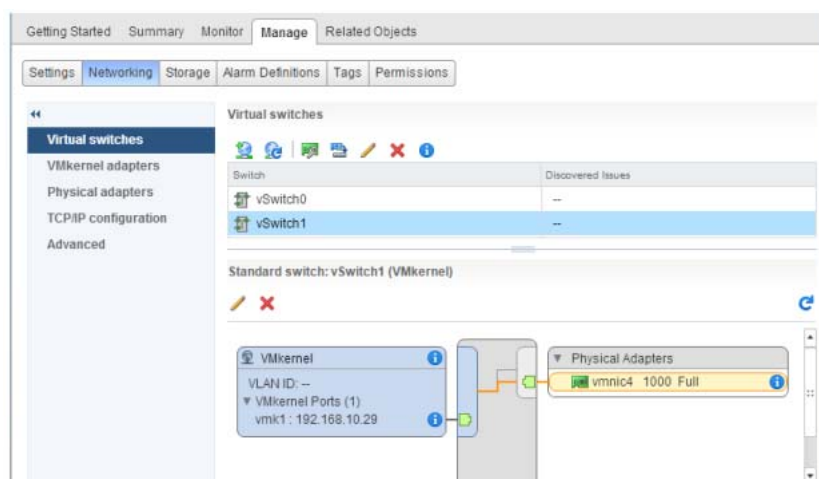 Getting Started Summary Monitor Manage Related Objects
Settings Networking Storage Alarm Definitions Tags Permissions
Virtual switches
VMkernel adapters
Physical adapters
TCP/IP configuration
Advanced
Virtual switches
Switch Discovered Issues
vSwitch0 --
vSwitch1 --
Standard switch: vSwitch1 (VMkernel)
VMkernel
VLAN ID: --
VMkernel Ports (1)
vmk1 : 192.168.10.29
Physical Adapters
vmnic4 1000 Full